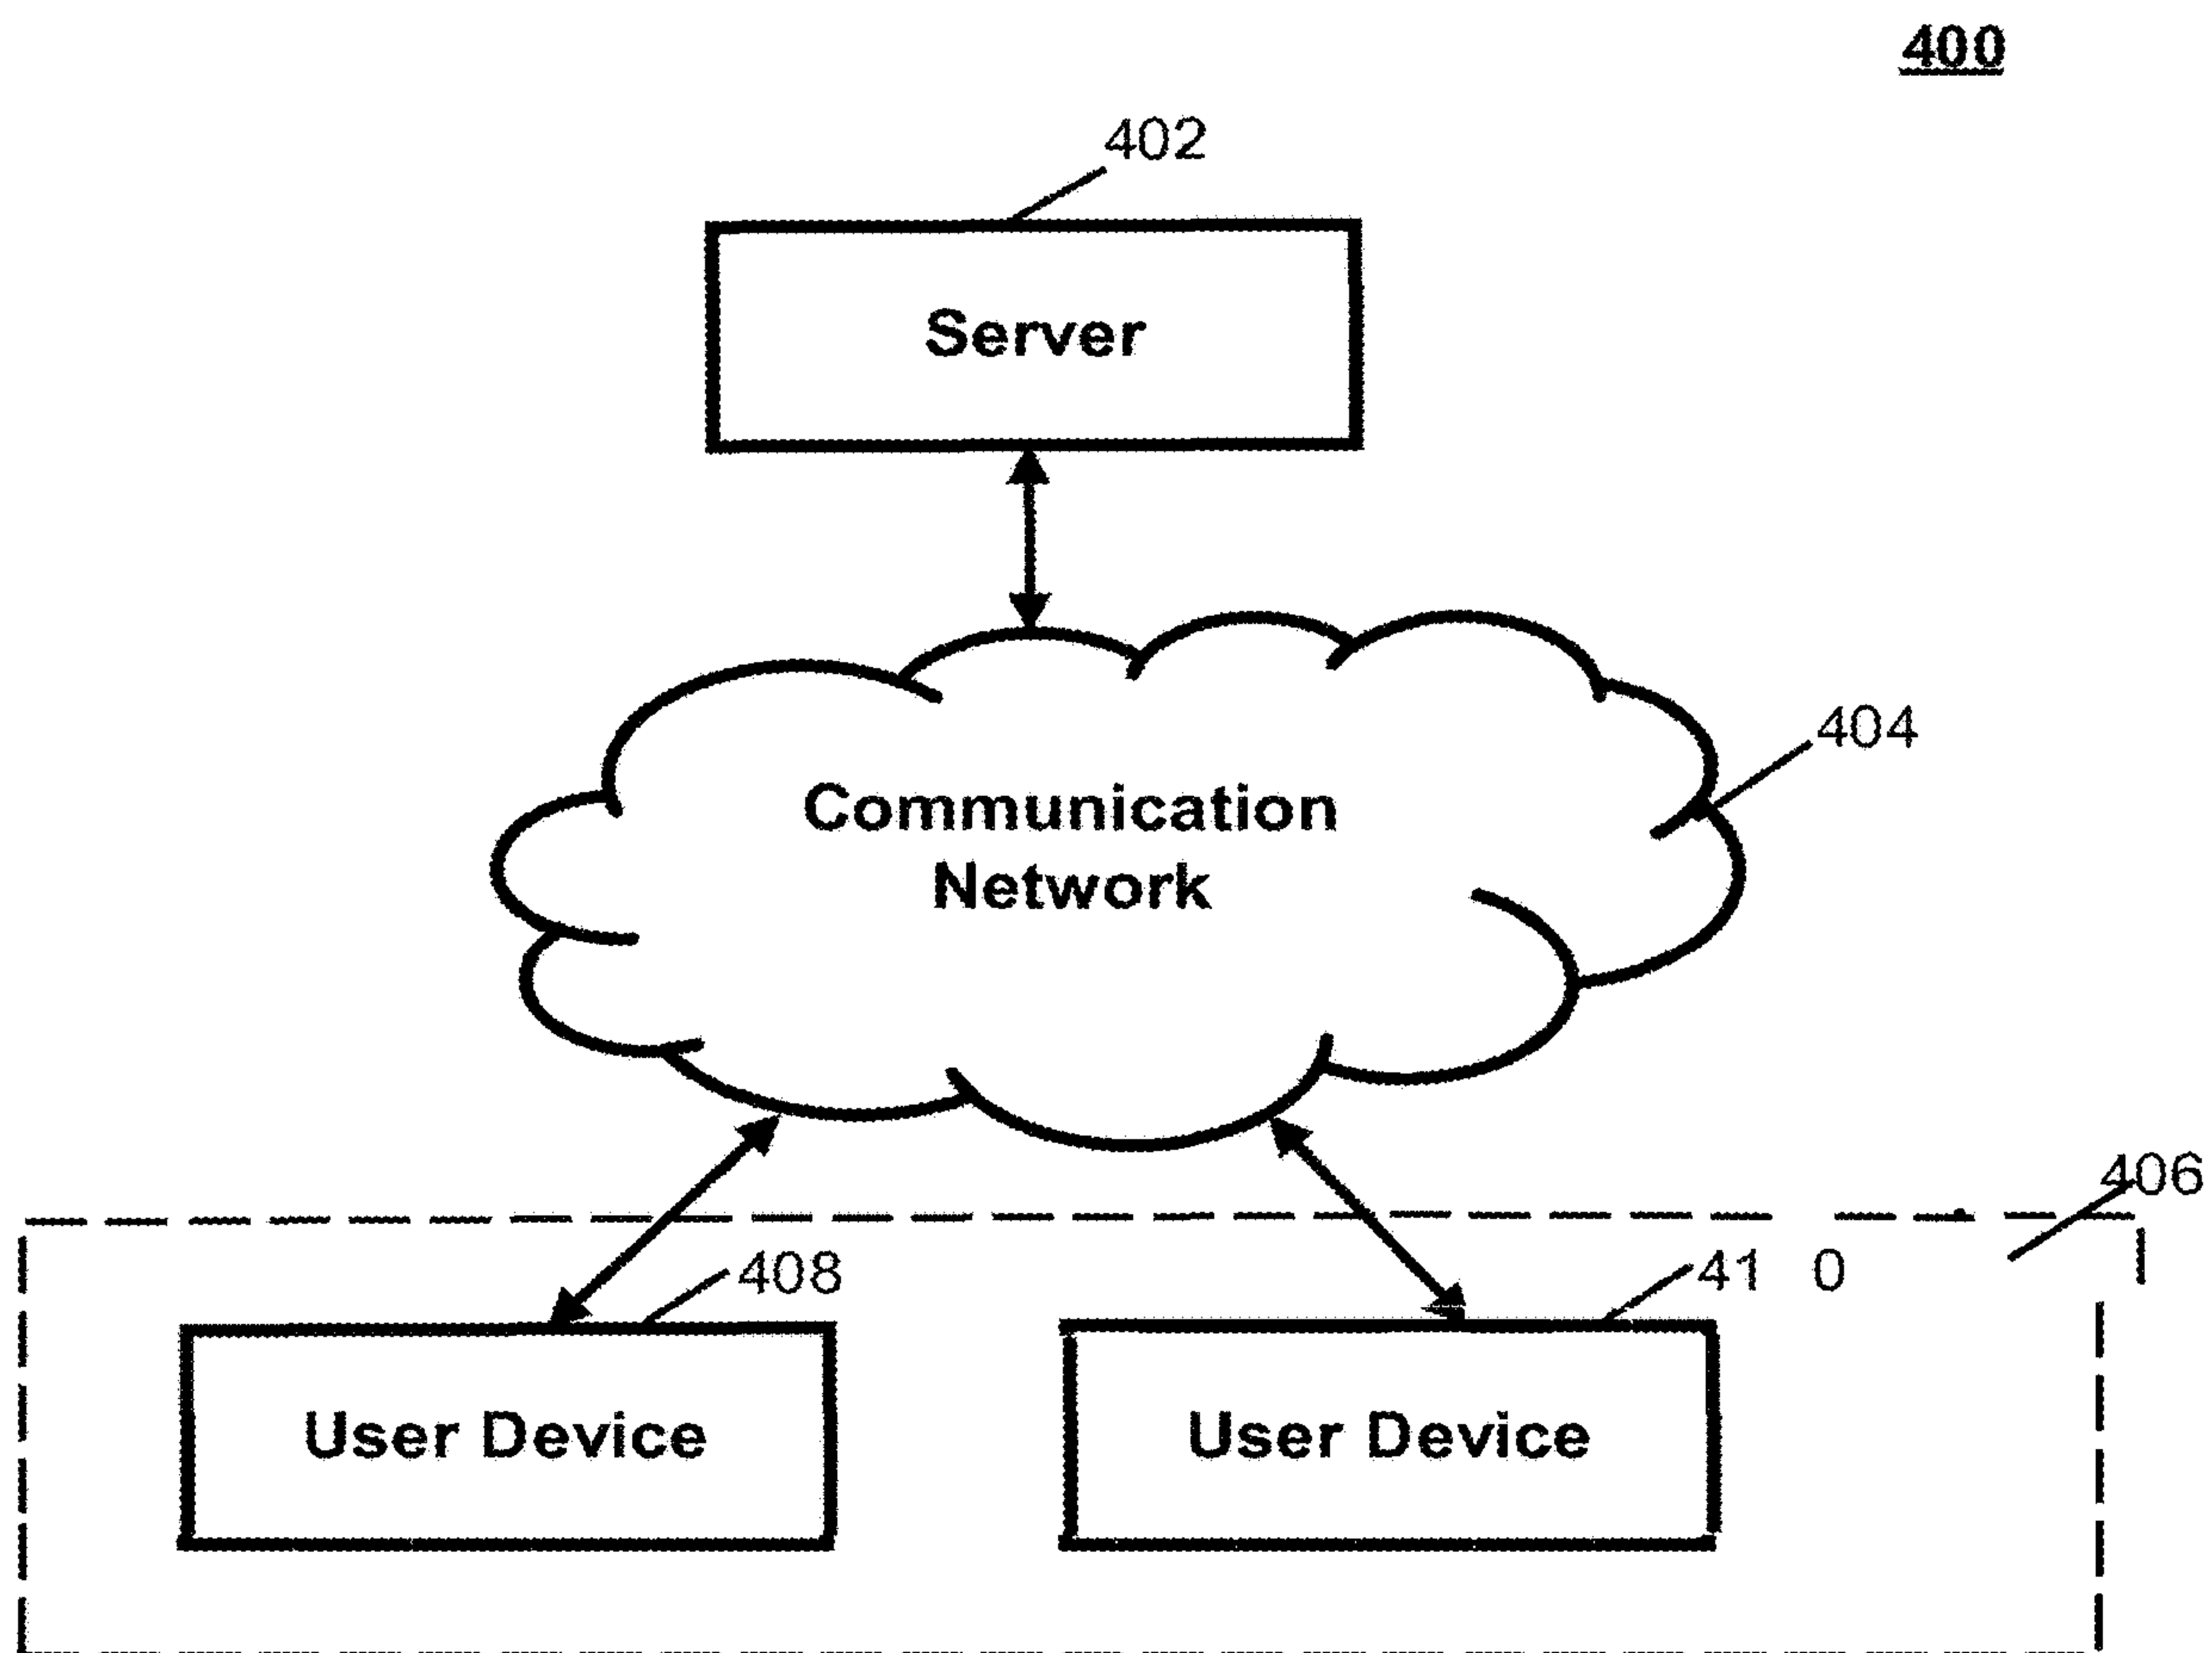 400
402
Server
404
Communication
Network
406
408
41 0
User Device
User Device